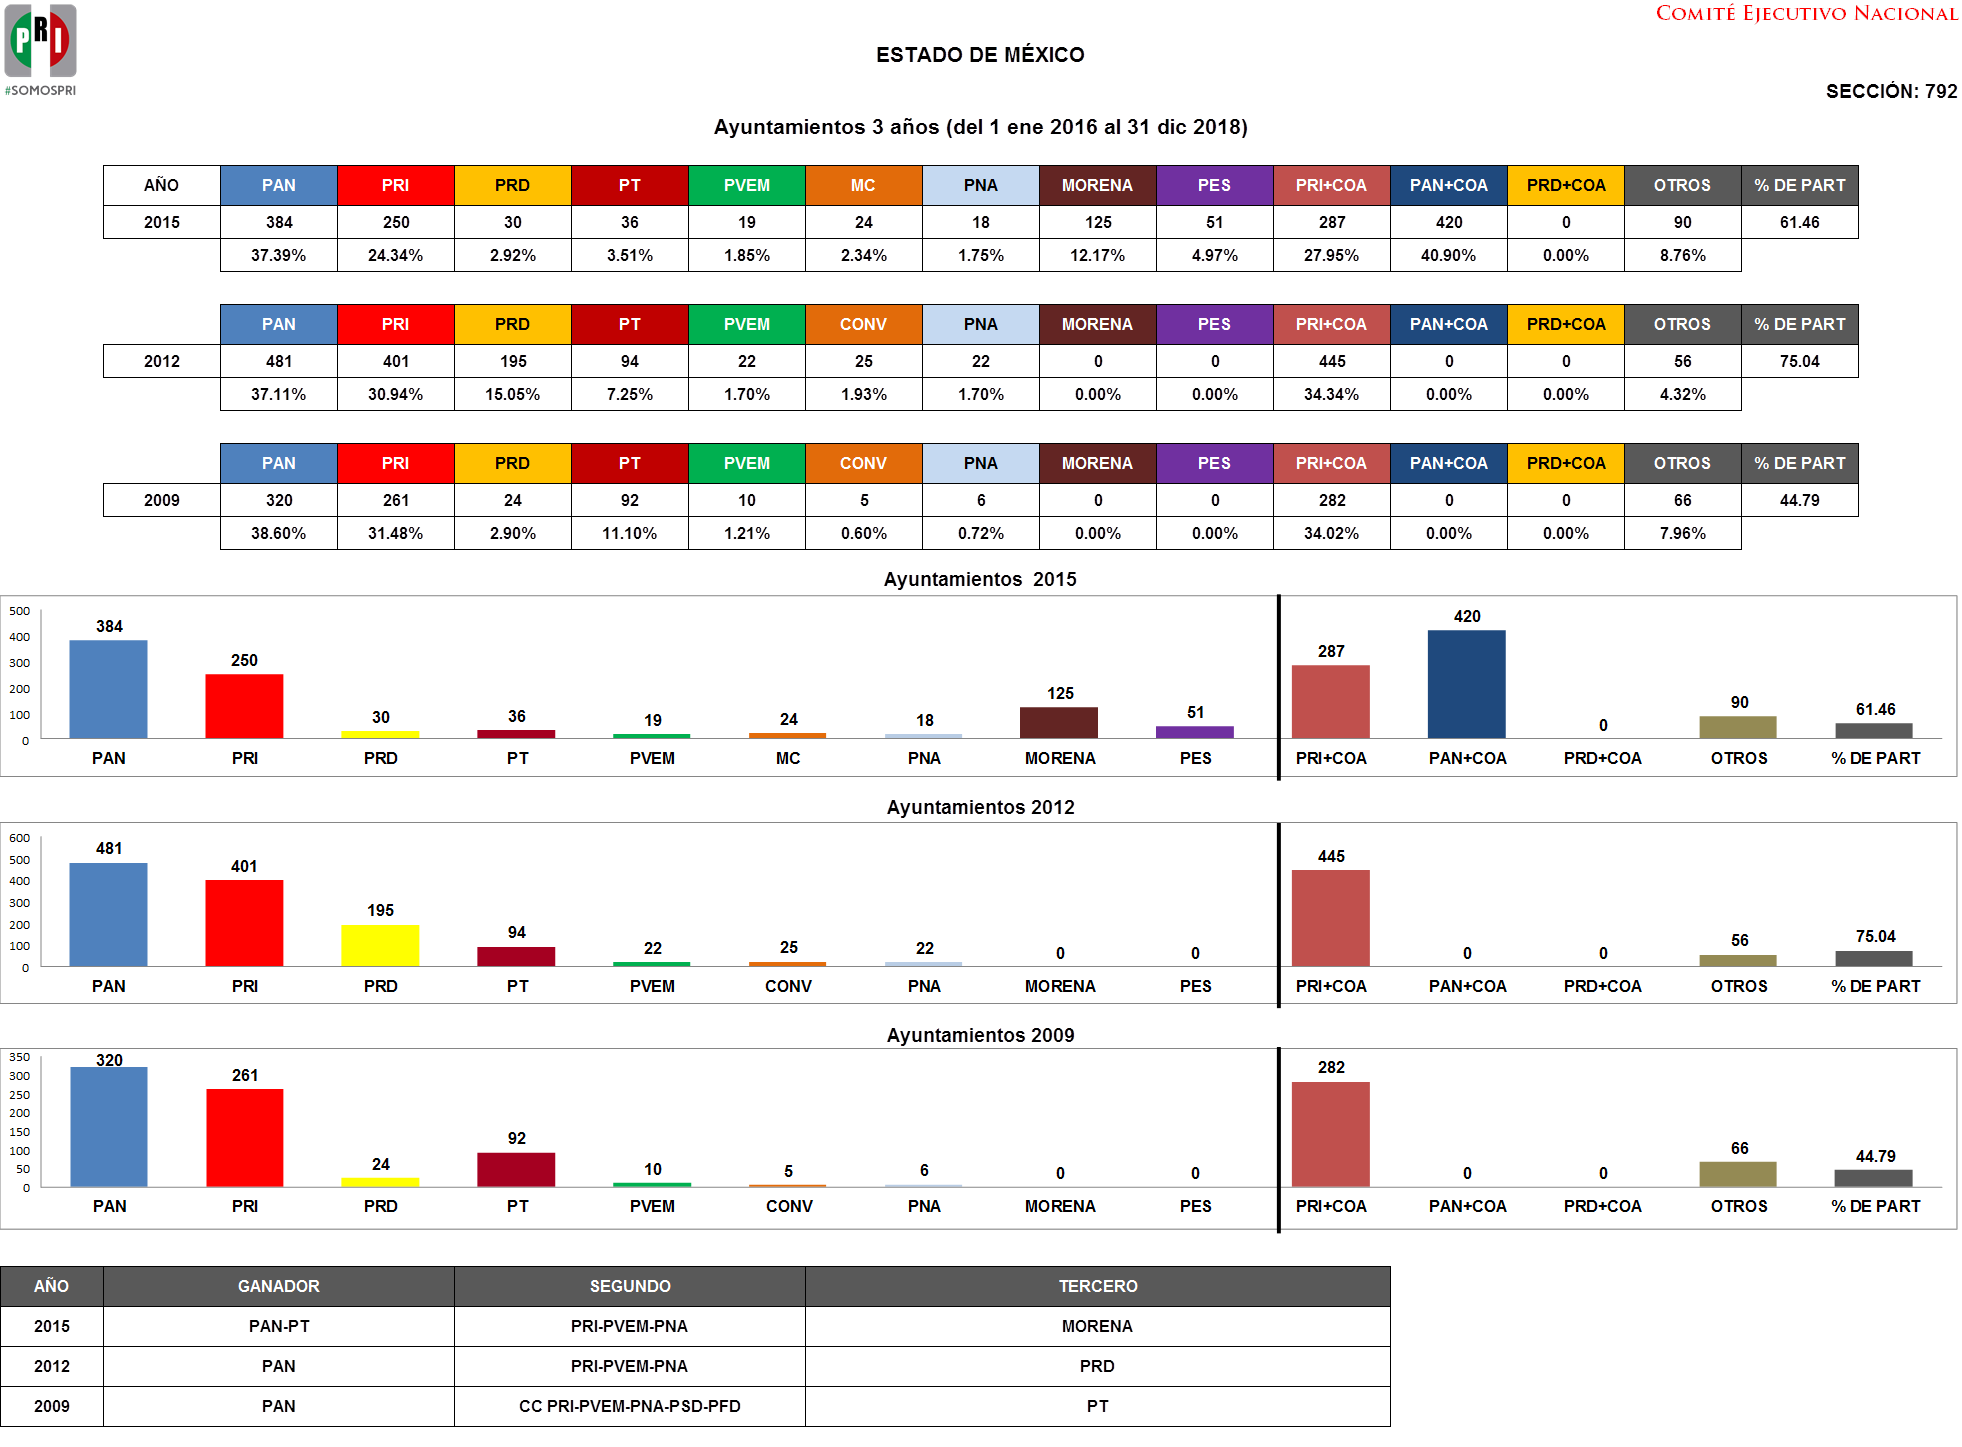 COMITÉ EJECUTIVO NACIONAL
PRI
#SOMOSPRI
ESTADO DE MÉXICO
SECCIÓN: 792
Ayuntamientos 3 años (del 1 ene 2016 al 31 dic 2018)
AÑO PAN PRI PRD PT PVEM MC PNA MORENA PES PRI+COA PAN+COA PRD+COA OTROS % DE PART
2015 384 250 30 36 19 24 18 125 51 287 420 0 90 61.46
37.39% 24.34% 2.92% 3.51% 1.85% 2.34% 1.75% 12.17% 4.97% 27.95% 40.90% 0.00% 8.76%
PAN PRI PRD PT PVEM CONV PNA MORENA PES PRI+COA PAN+COA PRD+COA OTROS % DE PART
2012 481 401 195 94 22 25 22 0 0 445 0 0 56 75.04
37.11% 30.94% 15.05% 7.25% 1.70% 1.93% 1.70% 0.00% 0.00% 34.34% 0.00% 0.00% 4.32%
PAN PRI PRD PT PVEM CONV PNA MORENA PES PRI+COA PAN+COA PRD+COA OTROS % DE PART
2009 320 261 24 92 10 5 6 0 0 282 0 0 66 44.79
38.60% 31.48% 2.90% 11.10% 1.21% 0.60% 0.72% 0.00% 0.00% 34.02% 0.00% 0.00% 7.96%
Ayuntamientos 2015
500
400
300
200
100
0
384 250 30 36 19 24 18 125 51 287 420 0 90 61.46
PAN PRI PRD PT PVEM MC PNA MORENA PES PRI+COA PAN+COA PRD+COA OTROS % DE PART
Ayuntamientos 2012
600
500
400
300
200
100
0
481 401 195 94 22 25 22 0 0 445 0 0 56 75.04
PAN PRI PRD PT PVEM CONV PNA MORENA PES PRI+COA PAN+COA PRD+COA OTROS % DE PART
Ayuntamientos 2009
350
300
250
200
150
100
50
0
320 261 24 92 10 5 6 0 0 282 0 0 66 44.79
PAN PRI PRD PT PVEM CONV PNA MORENA PES PRI+COA PAN+COA PRD+COA OTROS % DE PART
AÑO GANADOR SEGUNDO TERCERO
2015 PAN-PT PRI-PVEM-PNA MORENA
2012 PAN PRI-PVEM-PNA PRD
2009 PAN CC PRI-PVEM-PNA-PSD-PFD PT